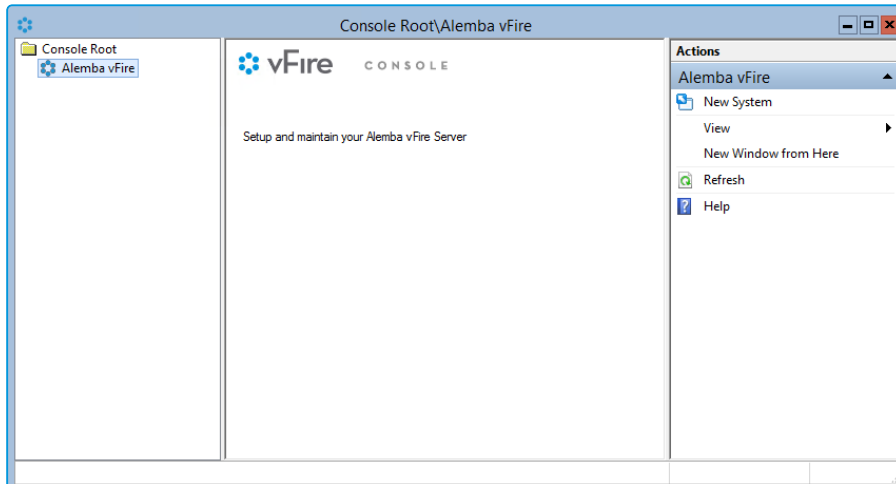 Console Root\Alemba vFire
Console Root
Alemba vFire
vFire CONSOLE
Setup and maintain your Alemba vFire Server
Actions
Alemba vFire
New System
View
New Window from Here
Refresh
? Help